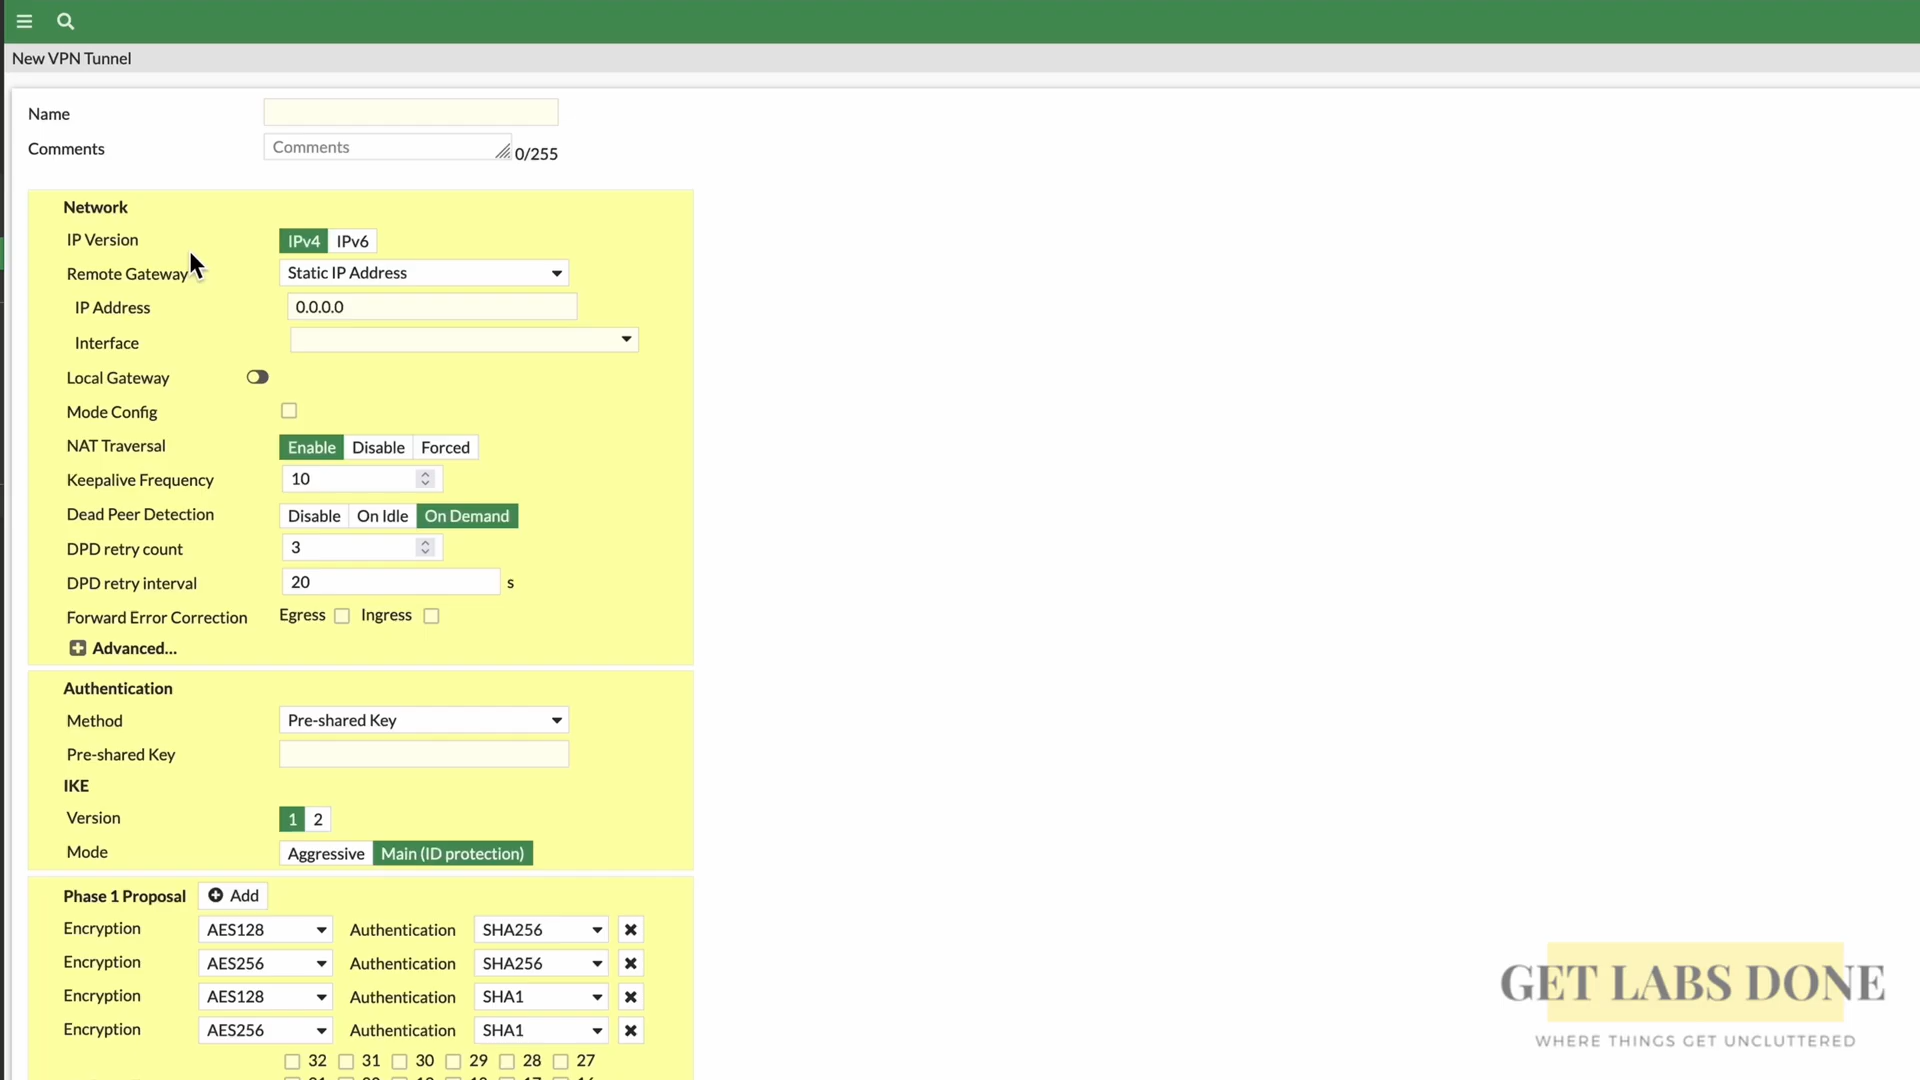 New VPN Tunnel
Name
Comments Comments 0/255
Network
IP Version IPv4 IPv6
Remote Gateway Static IP Address
IP Address 0.0.0.0
Interface
Local Gateway
Mode Config
NAT Traversal Enable Disable Forced
Keepalive Frequency 10
Dead Peer Detection Disable On Idle On Demand
DPD retry count 3
DPD retry interval 20 s
Forward Error Correction Egress Ingress
Advanced...
Authentication
Method Pre-shared Key
Pre-shared Key
IKE
Version 1 2
Mode Aggressive Main (ID protection)
Phase 1 Proposal Add
Encryption AES128 Authentication SHA256
Encryption AES256 Authentication SHA256
Encryption AES128 Authentication SHA1
Encryption AES256 Authentication SHA1
32 31 30 29 28 27
GET LABS DONE
WHERE THINGS GET UNCLUTTERED